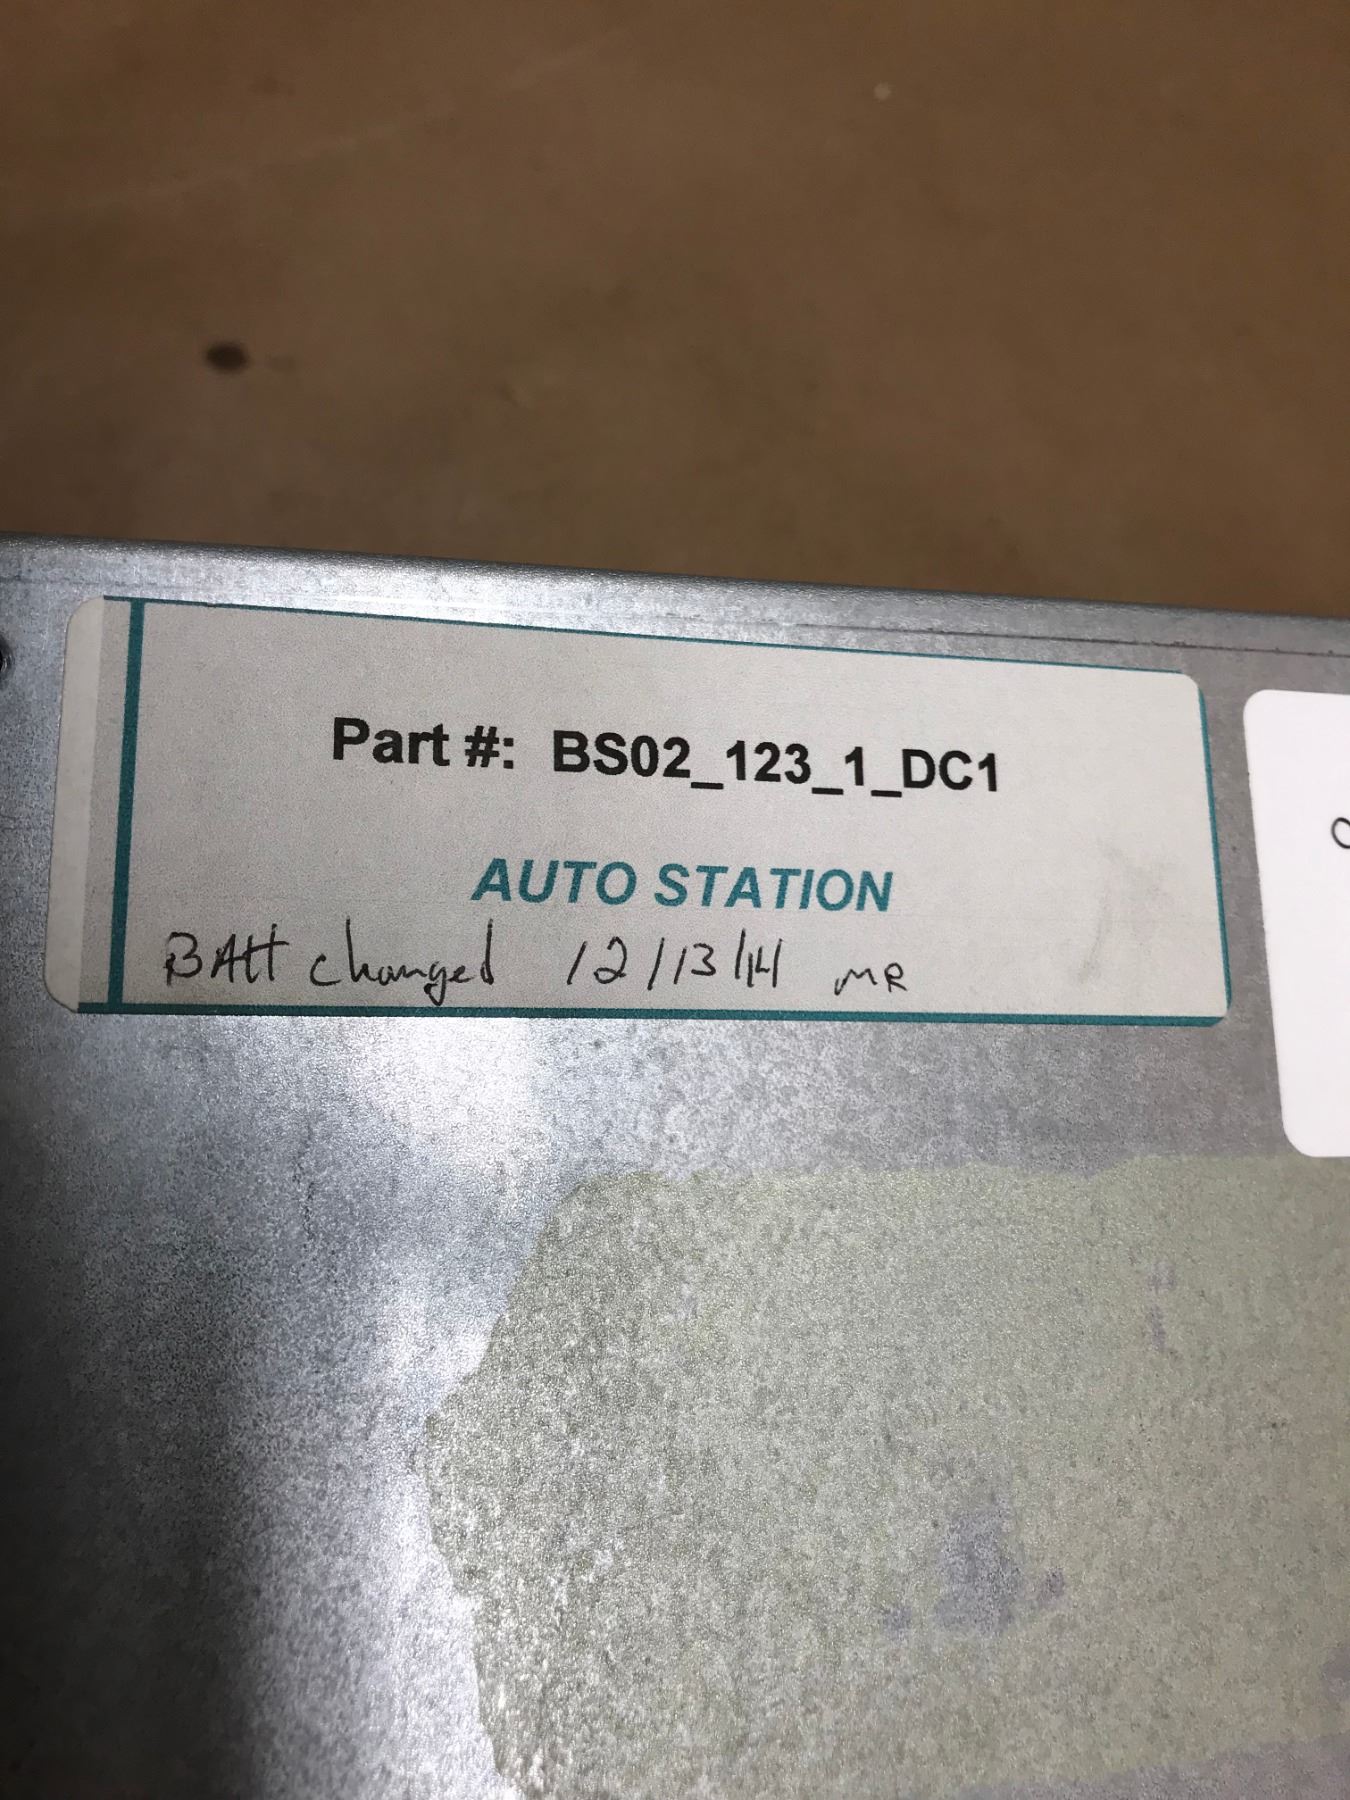 Part #: BS02_123_1_DC1
AUTO STATION
BAtt changed 12/13/14 MR